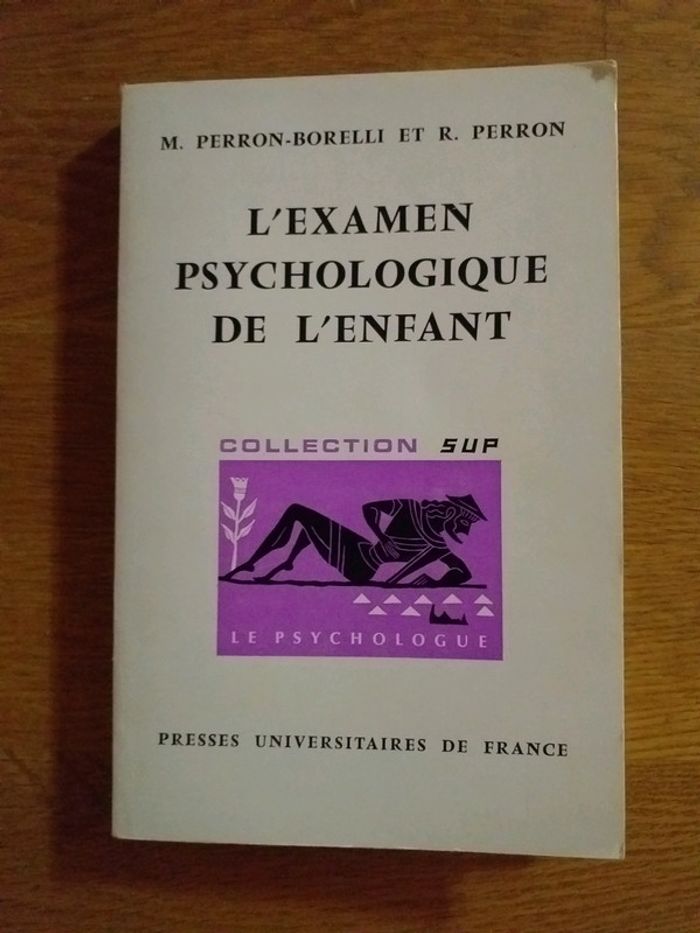 M. PERRON-BORELLI ET R. PERRON
L'EXAMEN
PSYCHOLOGIQUE
DE L'ENFANT
COLLECTION SUP
LE PSYCHOLOGUE
PRESSES UNIVERSITAIRES DE FRANCE